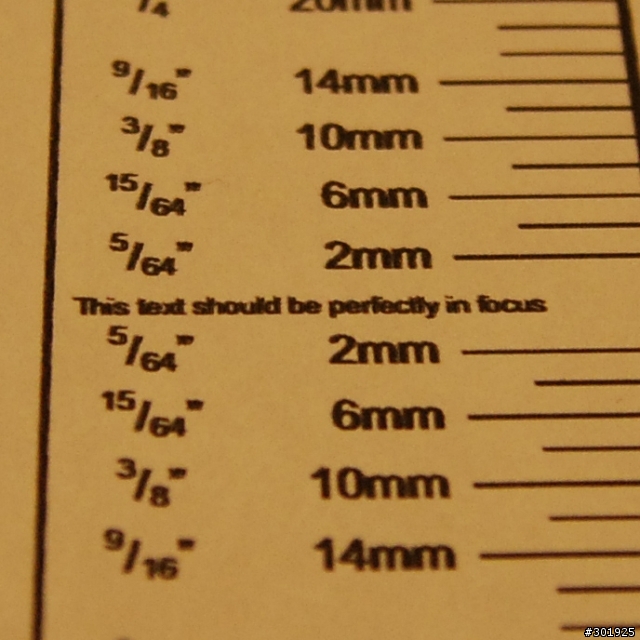 20mm
9/16" 14mm
3/8" 10mm
15/64" 6mm
5/64" 2mm
This text should be perfectly in focus
5/64" 2mm
15/64" 6mm
3/8" 10mm
9/16" 14mm
#301925